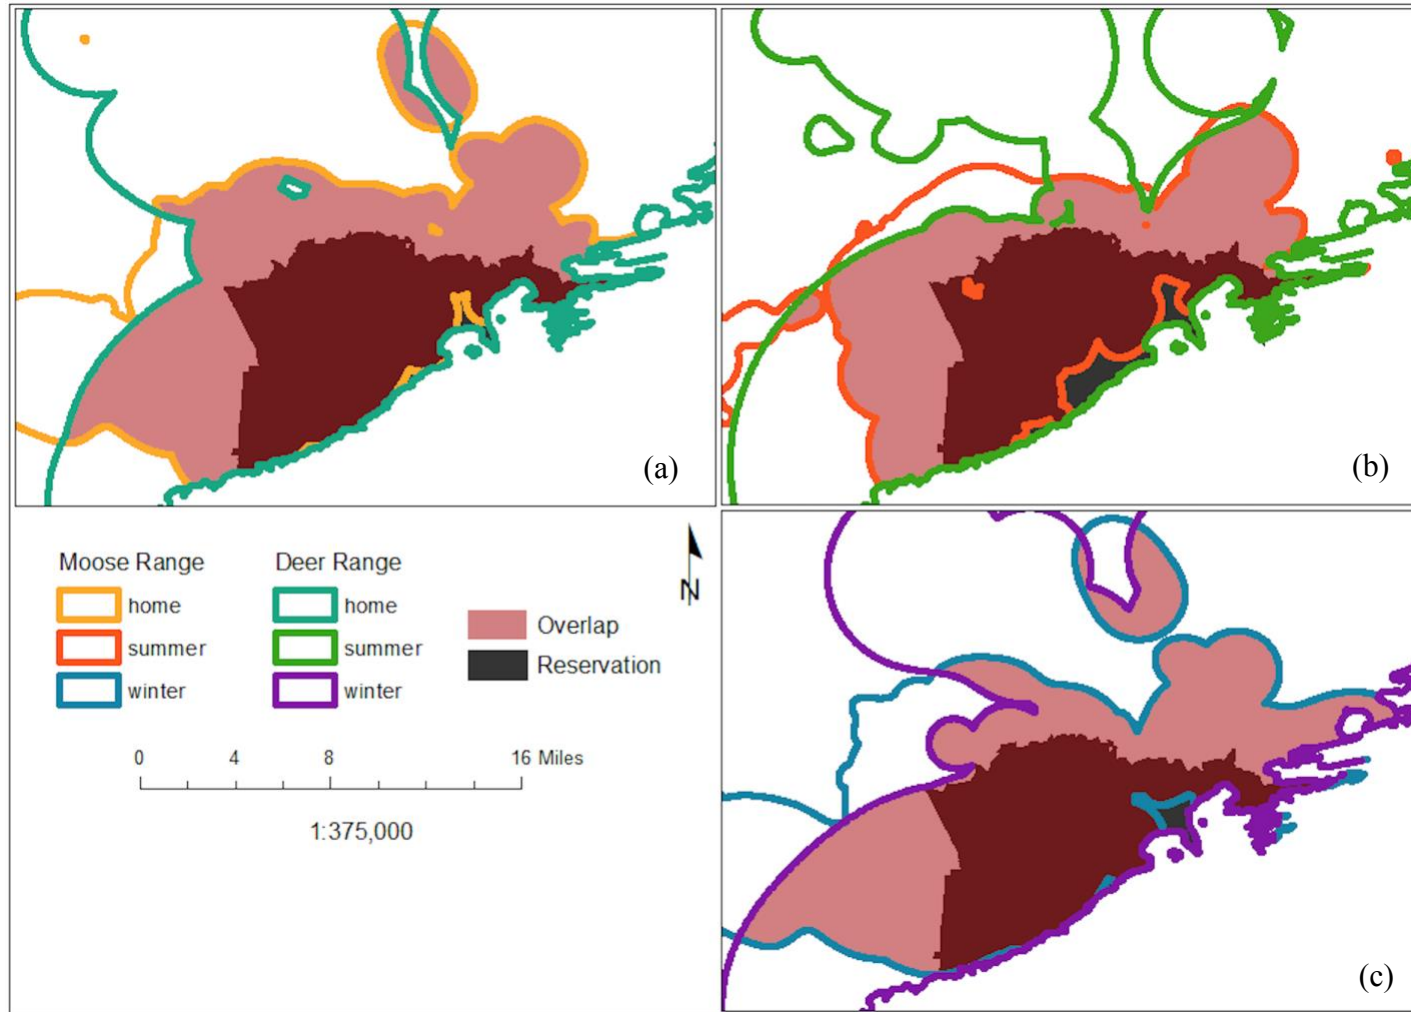 (a)
(b)
Moose Range
home
summer
winter
Deer Range
home
summer
winter
Overlap
Reservation
N
0 4 8 16 Miles
1:375,000
(c)